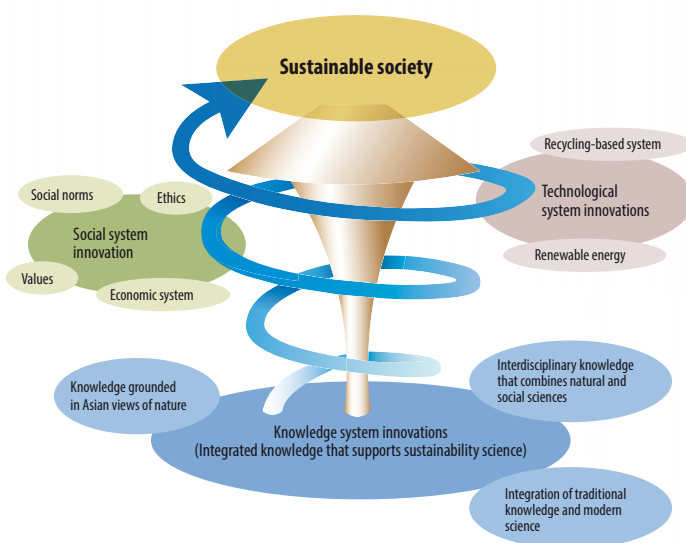 Sustainable society
Recycling-based system
Technological
system innovations
Renewable energy
Social norms
Ethics
Social system
innovation
Values
Economic system
Knowledge grounded
in Asian views of nature
Interdisciplinary knowledge
that combines natural and
social sciences
Knowledge system innovations
(Integrated knowledge that supports sustainability science)
Integration of traditional
knowledge and modern
science